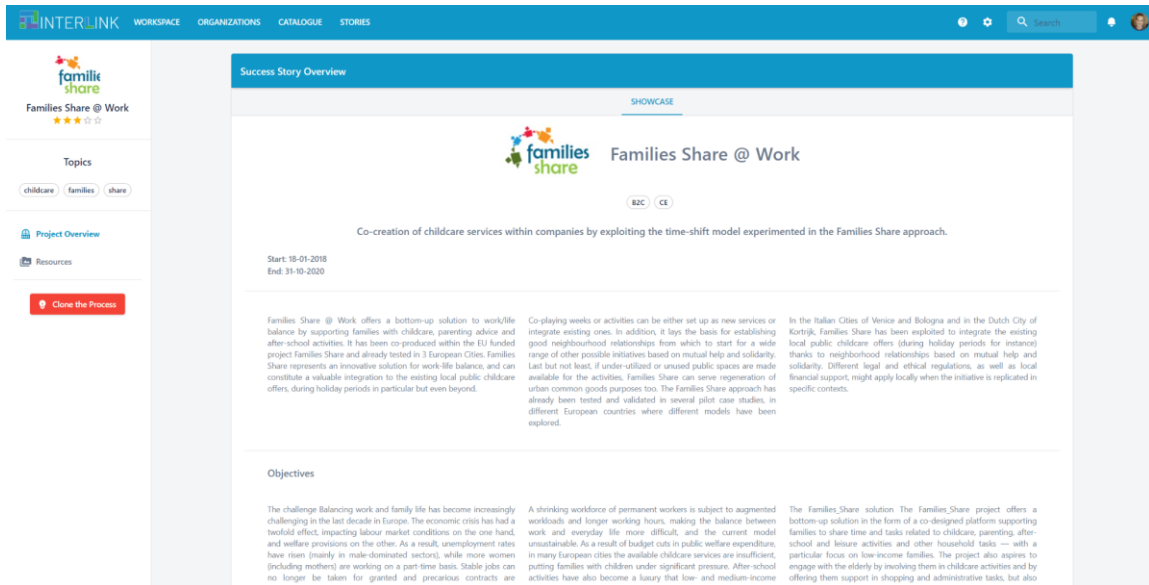 INTERLINK WORKSPACE ORGANIZATIONS CATALOGUE STORIES Search
familie
share
Families Share @ Work
Topics
childcare families share
Project Overview
Resources
Clone the Process
Success Story Overview
SHOWCASE
families
share
Families Share @ Work
B2C CE
Co-creation of childcare services within companies by exploiting the time-shift model experimented in the Families Share approach.
Start: 18-01-2018
End: 31-10-2020
Families Share @ Work offers a bottom-up solution to work/life
balance by supporting families with childcare, parenting advice and
after-school activities. It has been co-produced within the EU funded
project Families Share and already tested in 3 European Cities. Families
Share represents an innovative solution for work-life balance, and can
constitute a valuable integration to the existing local public childcare
offers, during holiday periods in particular but even beyond.
Co-playing weeks or activities can be either set up as new services or
integrate existing ones. In addition, it lays the basis for establishing
good neighbourhood relationships from which to start for a wide
range of other possible initiatives based on mutual help and solidarity.
Last but not least, if under-utilized or unused public spaces are made
available for the activities, Families Share can serve regeneration of
urban common goods purposes too. The Families Share approach has
already been tested and validated in several pilot case studies, in
different European countries where different models have been
explored.
In the Italian Cities of Venice and Bologna and in the Dutch City of
Kortrijk, Families Share has been exploited to integrate the existing
local public childcare offers (during holiday periods for instance)
thanks to neighborhood relationships based on mutual help and
solidarity. Different legal and ethical regulations, as well as local
financial support, might apply locally when the initiative is replicated in
specific contexts.
Objectives
The challenge Balancing work and family life has become increasingly
challenging in the last decade in Europe. The economic crisis has had a
twofold effect, impacting labour market conditions on the one hand,
and welfare provisions on the other. As a result, unemployment rates
have risen (mainly in male-dominated sectors), while more women
(including mothers) are working on a part-time basis. Stable jobs can
no longer be taken for granted and precarious contracts are
A shrinking workforce of permanent workers is subject to augmented
workloads and longer working hours, making the balance between
work and everyday life more difficult, and the current model
unsustainable. As a result of budget cuts in public welfare expenditure,
in many European cities the available childcare services are insufficient,
putting families with children under significant pressure. After-school
activities have also become a luxury that low- and medium-income
The Families_Share solution The Families_Share project offers a
bottom-up solution in the form of a co-designed platform supporting
families to share time and tasks related to childcare, parenting, after-
school and leisure activities and other household tasks — with a
particular focus on low-income families. The project also aspires to
engage with the elderly by involving them in childcare activities and by
offering them support in shopping and administrative tasks, but also